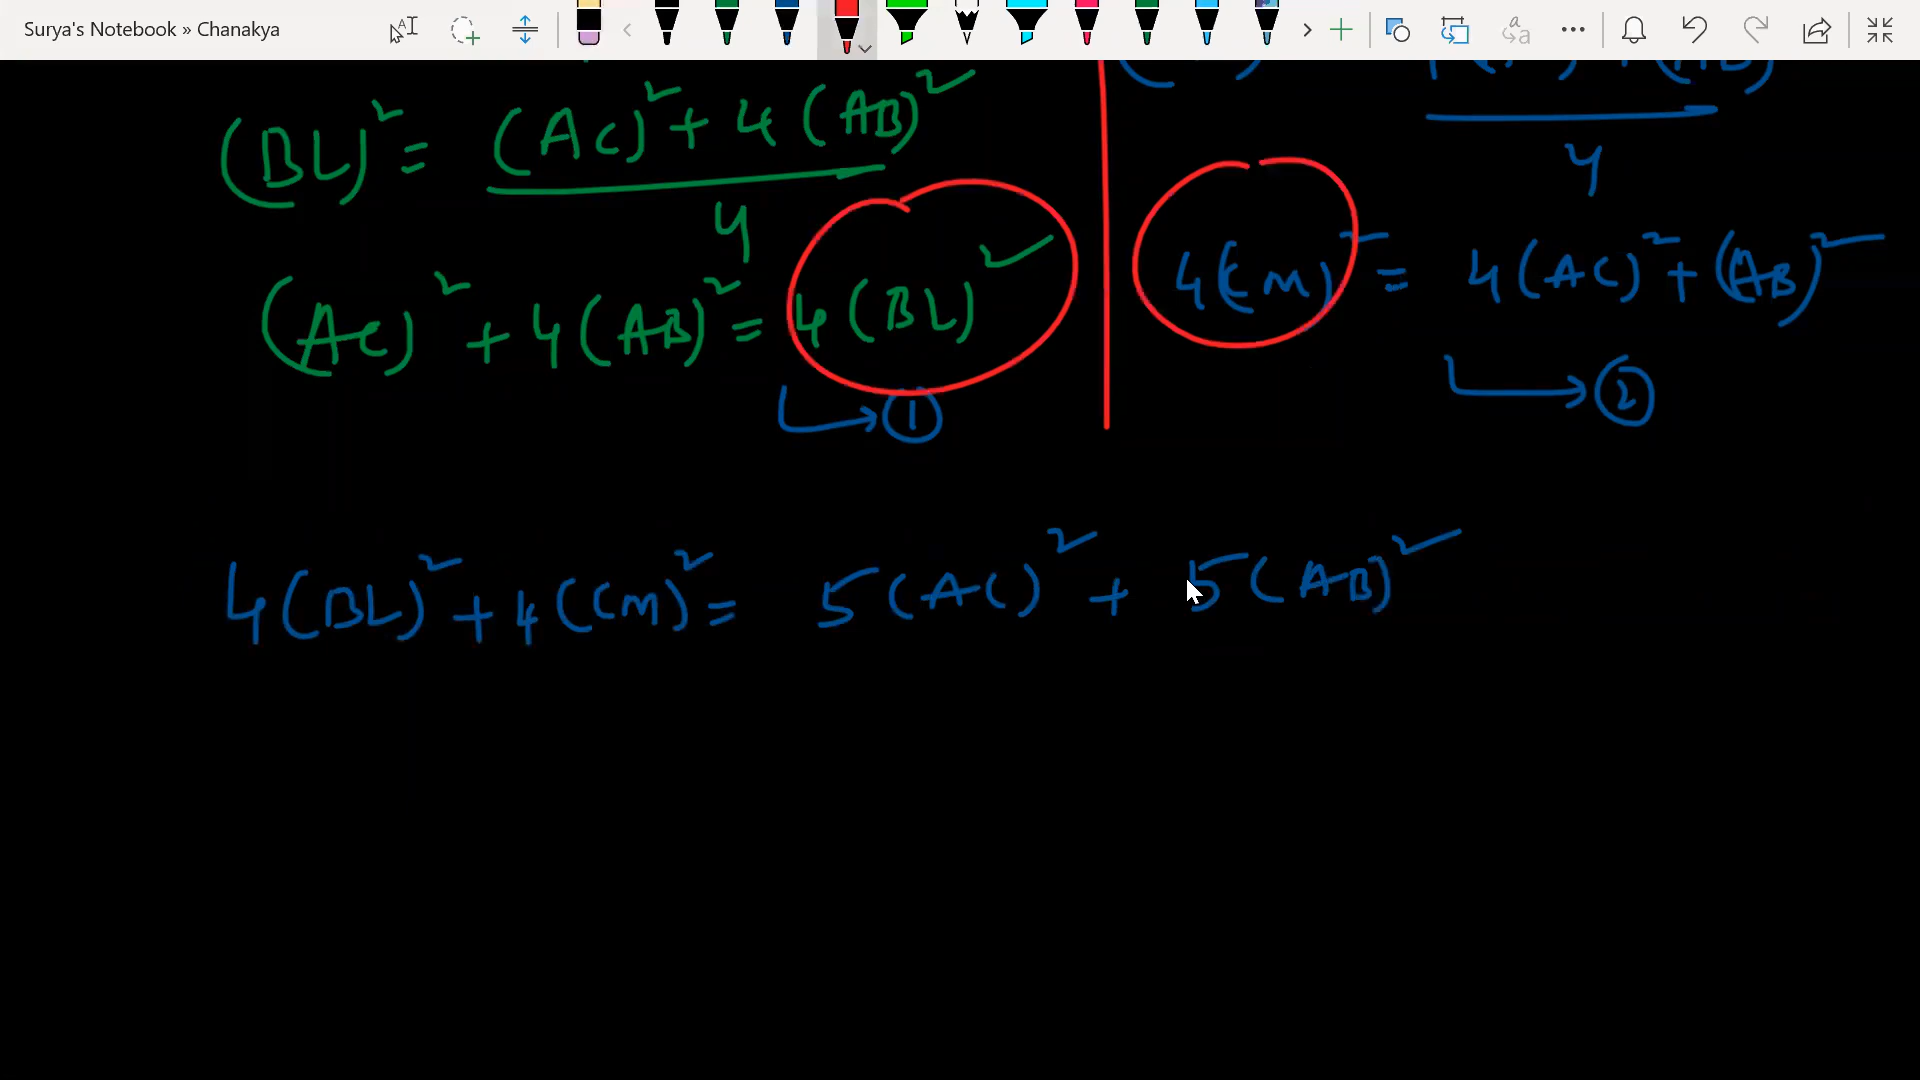 Surya's Notebook » Chanakya
(BL)² = (AC)² + 4(AB)²
4
(AC)² + 4(AB)² = 4(BL)²
①
4
4(CM)² = 4(AC)² + (AB)²
②
4(BL)² + 4(CM)² = 5(AC)² + 5(AB)²